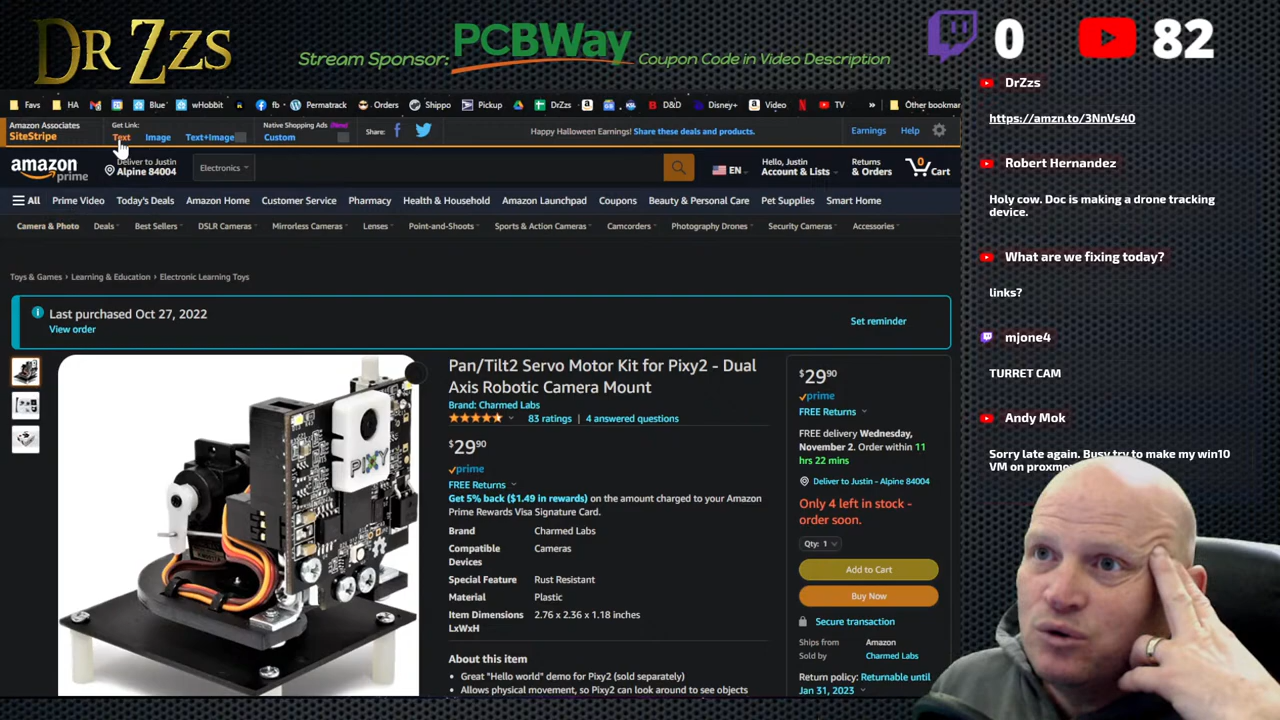 DR ZZS
Stream Sponsor: PCBWay Coupon Code in Video Description
0
82
Favs HA Blue wHobbit fb Permatrack Orders Shippo Pickup DrZzs D&D Disney+ Video TV » Other bookmar
Amazon Associates
SiteStripe
Get Link:
Text Image Text+Image
Native Shopping Ads
Custom
Share:
Happy Halloween Earnings! Share these deals to products.
Earnings Help
amazon
prime
Deliver to Justin
Alpine 84004
Electronics
EN
Hello, Justin
Account & Lists
Returns
& Orders
0
Cart
All Prime Video Today's Deals Amazon Home Customer Service Pharmacy Health & Household Amazon Launchpad Coupons Beauty & Personal Care Pet Supplies Smart Home
Camera & Photo Deals Best Sellers DSLR Cameras Mirrorless Cameras Lenses Point-and-Shoots Sports & Action Cameras Camcorders Photography Drones Security Cameras Accessories
Toys & Games › Learning & Education › Electronic Learning Toys
Last purchased Oct 27, 2022
View order
Set reminder
PIXY
Pan/Tilt2 Servo Motor Kit for Pixy2 - Dual
Axis Robotic Camera Mount
Brand: Charmed Labs
83 ratings | 4 answered questions
$29⁹⁰
prime
FREE Returns
Get 5% back ($1.49 in rewards) on the amount charged to your Amazon
Prime Rewards Visa Signature Card.
Brand Charmed Labs
Compatible Cameras
Devices
Special Feature Rust Resistant
Material Plastic
Item Dimensions 2.76 x 2.36 x 1.18 inches
LxWxH
About this item
• Great "Hello world" demo for Pixy2 (sold separately)
• Allows physical movement, so Pixy2 can look around to see objects
$29⁹⁰
prime
FREE Returns
FREE delivery Wednesday,
November 2. Order within 11
hrs 22 mins
Deliver to Justin - Alpine 84004
Only 4 left in stock -
order soon.
Qty: 1
Add to Cart
Buy Now
Secure transaction
Ships from Amazon
Sold by Charmed Labs
Return policy: Returnable until
Jan 31, 2023
DrZzs
https://amzn.to/3NnVs40
Robert Hernandez
Holy cow. Doc is making a drone tracking
device.
What are we fixing today?
links?
mjone4
TURRET CAM
Andy Mok
Sorry late again. Busy try to make my win10
VM on